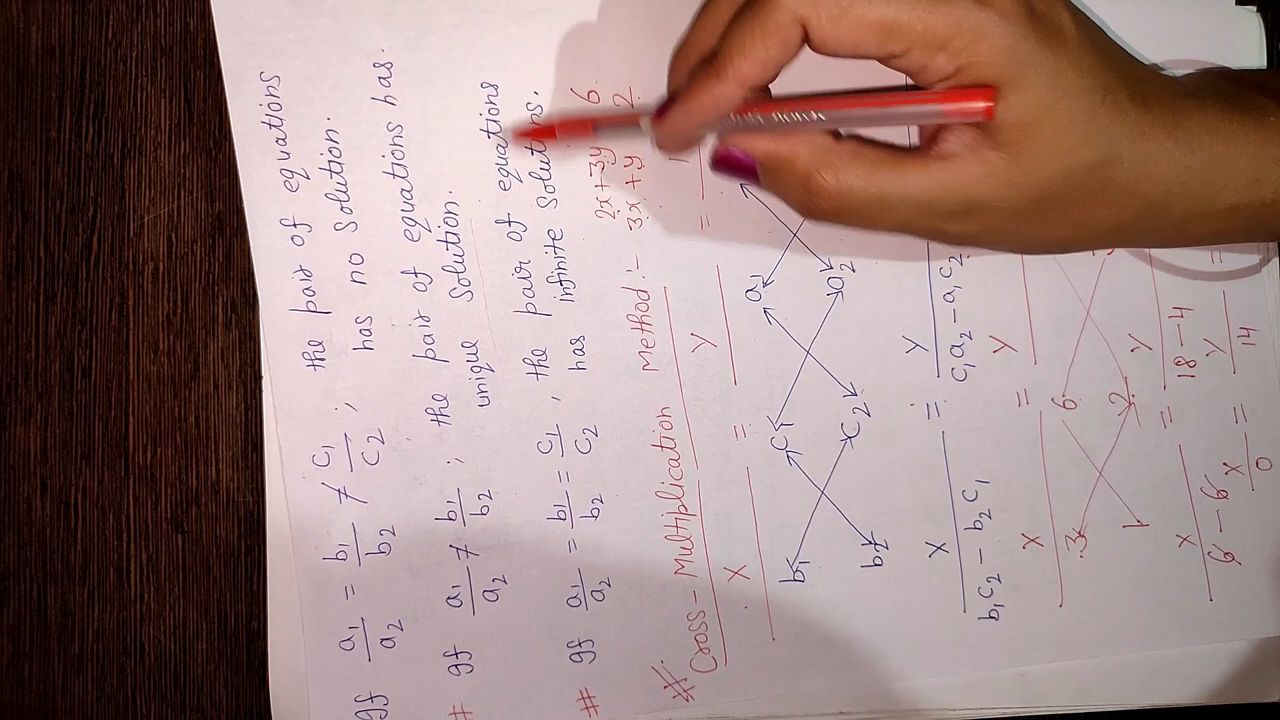 If a₁/a₂ = b₁/b₂ ≠ c₁/c₂ ; the pair of equations
has no solution.
# If a₁/a₂ ≠ b₁/b₂ ; the pair of equations has
unique solution.
# If a₁/a₂ = b₁/b₂ = c₁/c₂ , the pair of equations
has infinite solutions.
2x+3y 6
# Cross-Multiplication Method:- 3x+y 2
x = y = 1
b₁ c₁ a₁
b₂ c₂ a₂
x/(b₁c₂ - b₂c₁) = y/(c₁a₂ - a₁c₂)
x = y
3 6
1 2
x/(6-6) = y/(18-4)
x/0 = y/14 =